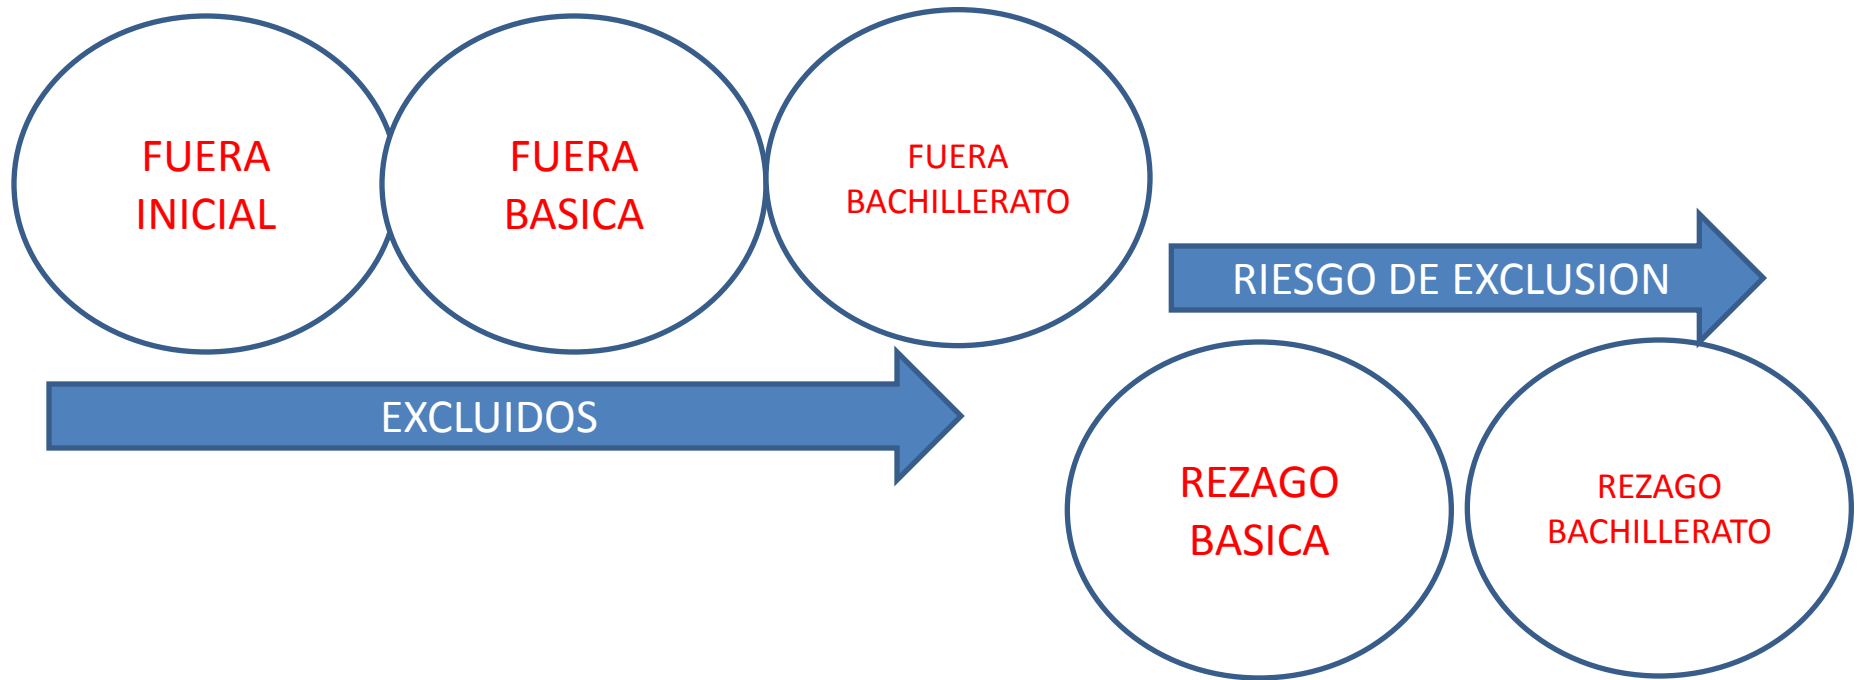 FUERA
INICIAL
FUERA
BASICA
FUERA
BACHILLERATO
EXCLUIDOS
RIESGO DE EXCLUSION
REZAGO
BASICA
REZAGO
BACHILLERATO